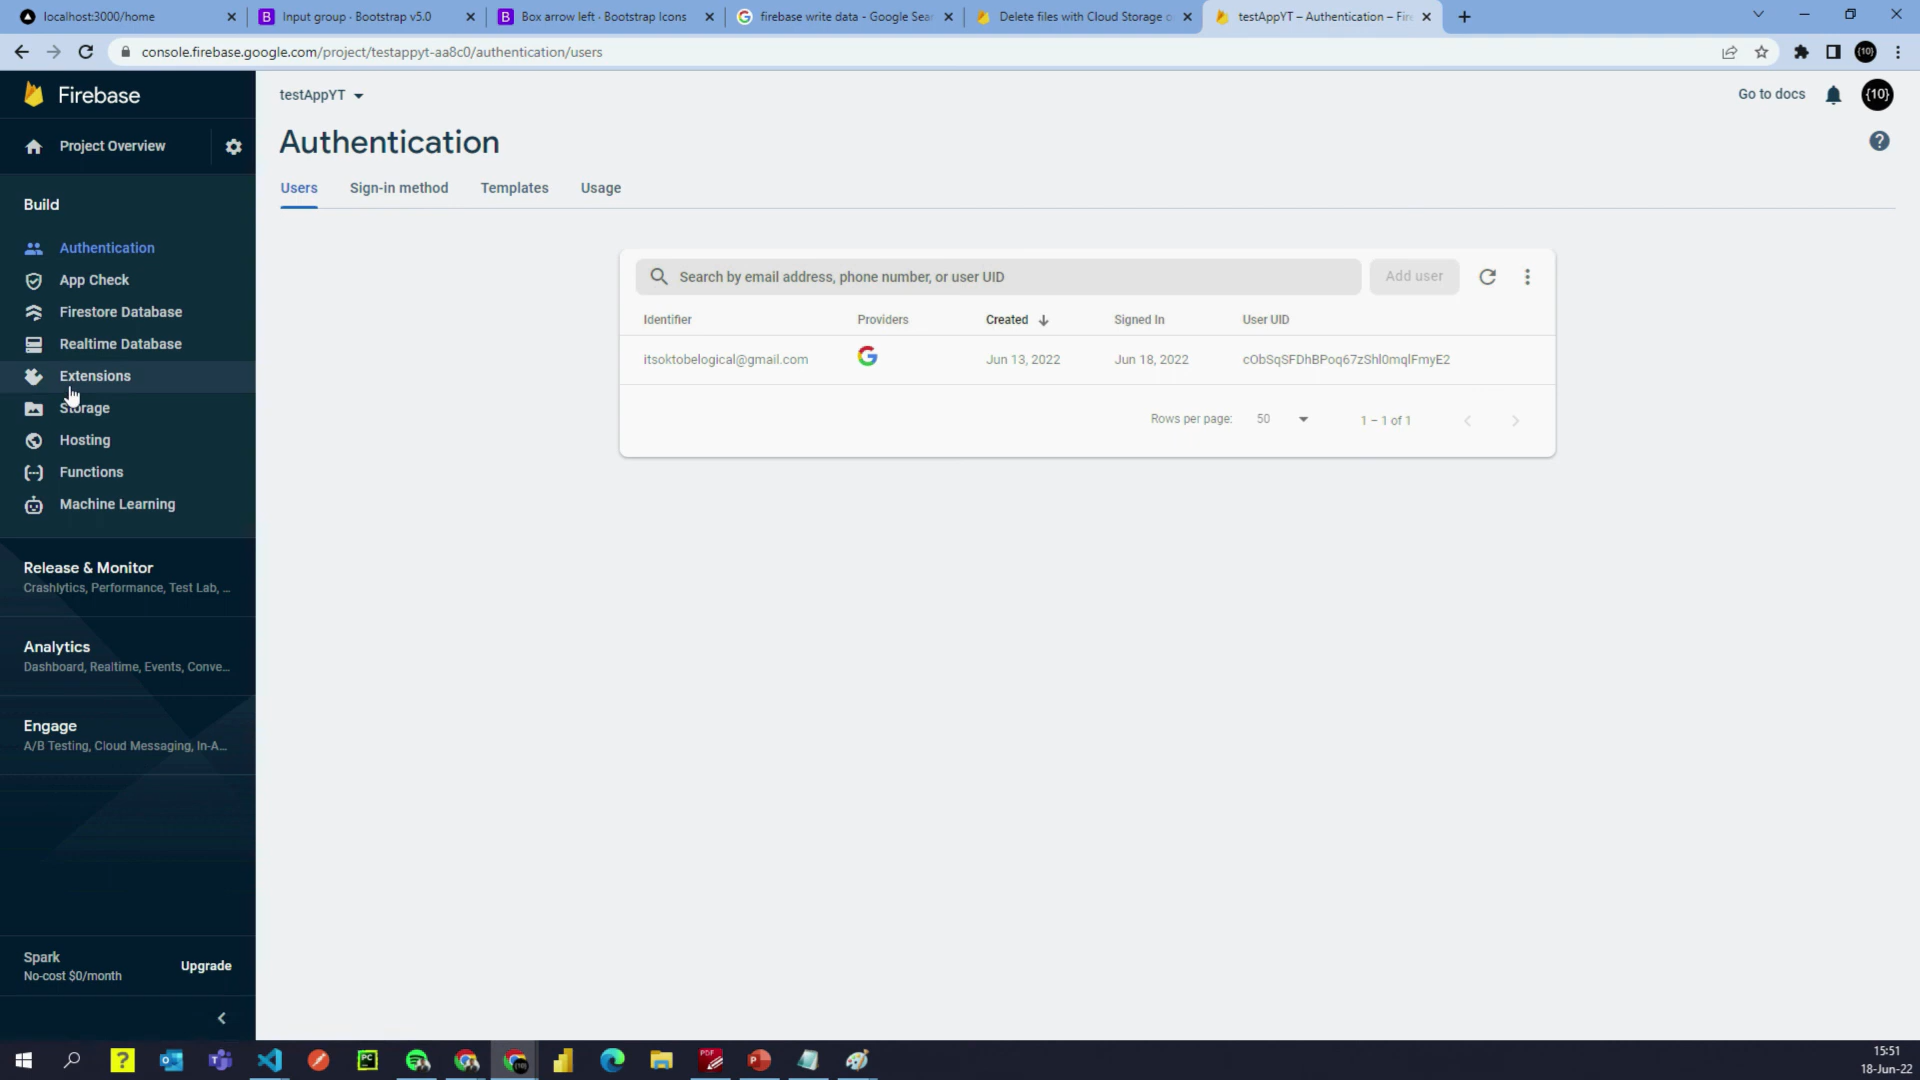 localhost:3000/home
Input group · Bootstrap v5.0
Box arrow left · Bootstrap Icons
firebase write data - Google Sear
Delete files with Cloud Storage o
testAppYT – Authentication – Fire
console.firebase.google.com/project/testappyt-aa8c0/authentication/users
{10}
Firebase
testAppYT
Go to docs
{10}
Project Overview
Authentication
Users
Sign-in method
Templates
Usage
Build
Authentication
App Check
Firestore Database
Realtime Database
Extensions
Storage
Hosting
Functions
Machine Learning
Search by email address, phone number, or user UID
Add user
Identifier
Providers
Created
Signed In
User UID
itsoktobelogical@gmail.com
Jun 13, 2022
Jun 18, 2022
Rows per page:
50
1 – 1 of 1
Release & Monitor
Crashlytics, Performance, Test Lab, ...
Analytics
Dashboard, Realtime, Events, Conve...
Engage
A/B Testing, Cloud Messaging, In-A...
Spark
No-cost $0/month
Upgrade
15:51
18-Jun-22